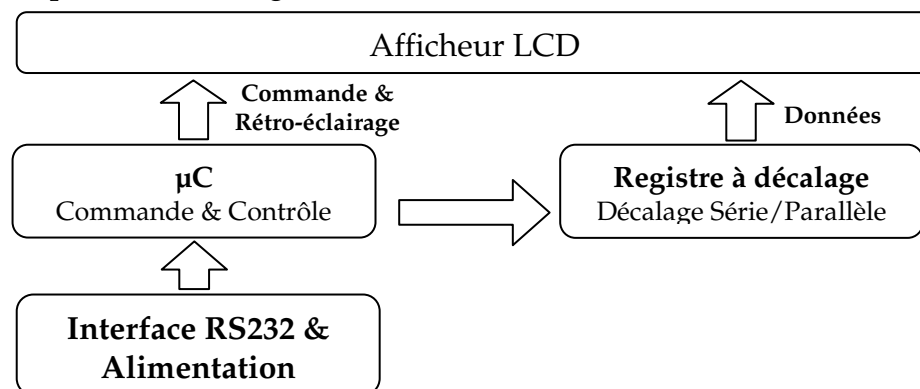 Afficheur LCD
Commande &
Rétro-éclairage
Données
µC
Commande & Contrôle
Registre à décalage
Décalage Série/Parallèle
Interface RS232 &
Alimentation